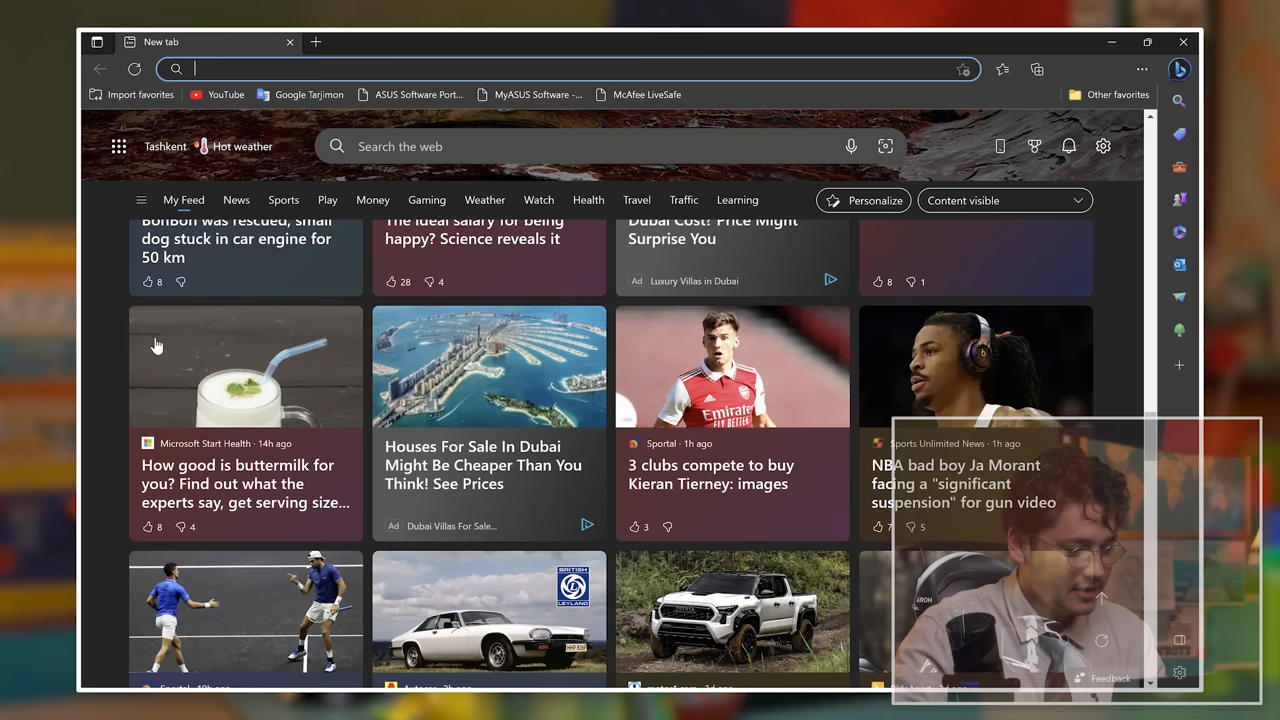 New tab
Import favorites
YouTube
Google Tarjimon
ASUS Software Port...
MyASUS Software -...
McAfee LiveSafe
Other favorites
Tashkent
Hot weather
Search the web
My Feed
News
Sports
Play
Money
Gaming
Weather
Watch
Health
Travel
Traffic
Learning
Personalize
Content visible
BonBon was rescued, small
dog stuck in car engine for
50 km
8
The ideal salary for being
happy? Science reveals it
28
4
Dubai Cost? Price Might
Surprise You
Ad
Luxury Villas in Dubai
8
1
Microsoft Start Health · 14h ago
How good is buttermilk for
you? Find out what the
experts say, get serving size...
8
4
Houses For Sale In Dubai
Might Be Cheaper Than You
Think! See Prices
Ad
Dubai Villas For Sale...
Emirates
Sportal · 1h ago
3 clubs compete to buy
Kieran Tierney: images
3
Sports Unlimited News · 1h ago
NBA bad boy Ja Morant
facing a "significant
suspension" for gun video
7
5
BRITISH
LEYLAND
TOYOTA
Feedback